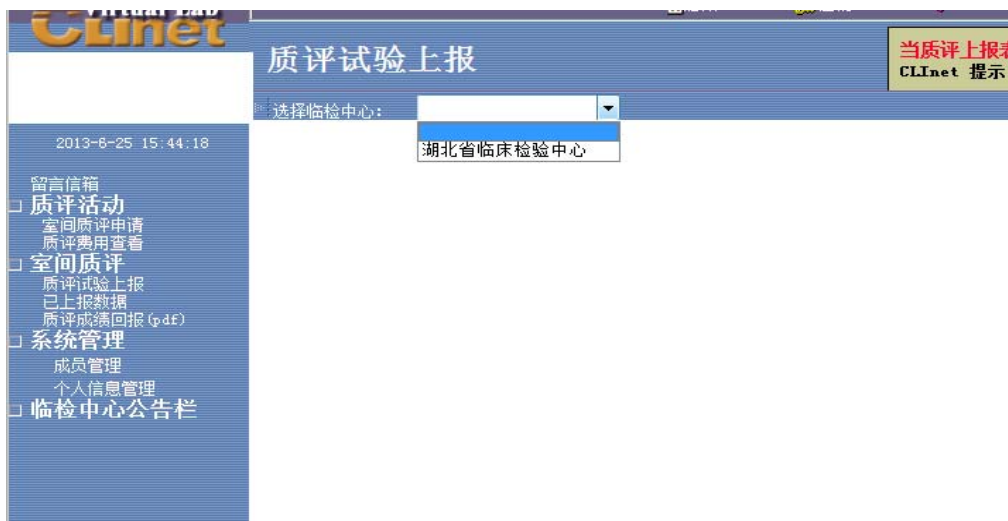 CLinet
质评试验上报
当质评上报
CLInet 提示
选择临检中心:
湖北省临床检验中心
2013-6-25 15:44:18
留言信箱
质评活动
室间质评申请
质评费用查看
室间质评
质评试验上报
已上报数据
质评成绩回报(pdf)
系统管理
成员管理
个人信息管理
临检中心公告栏